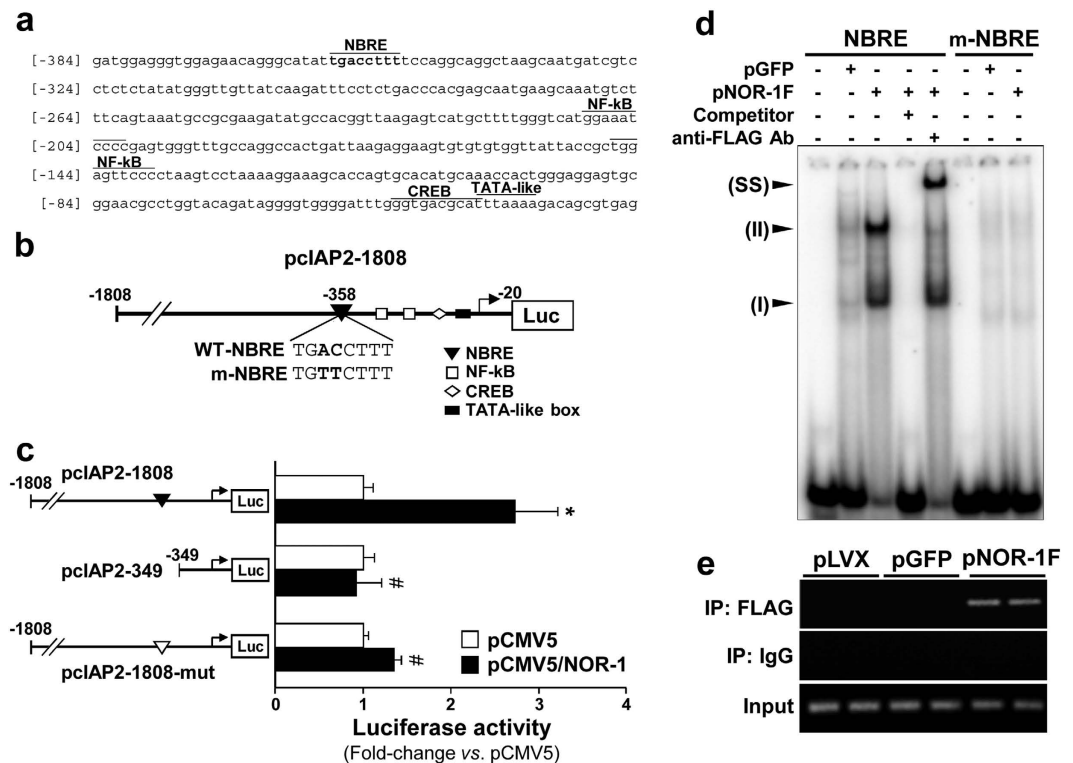 a
NBRE
[-384] gatggagggtggagaacagggcatattgaccttttccaggcaggctaagcaatgatcgtc
[-324] ctctctatatgggttgttatcaagatttcctctgacccacgagcaatgaagcaaatgtct
[-264] ttcagtaaatgccgcgaagatatgccacggttaagagtcatgcttttgggtcatggaaat
NF-kB
[-204] ccccgagtgggtttgccaggccactgattaagaggaagtgtgtgtggttatattaccgctgg
NF-kB
[-144] agttcccctaagtcctaaaaaggaaagcacagtgcacatgcaaaccactgggaggagtgc
CREB TATA-like
[-84] ggaacgcctggtacagataggggtgtggggatttgggtgacgcatttaaaagacagcgtgag
b
pcIAP2-1808
-1808
-358
-20
Luc
WT-NBRE TGACCTTT
m-NBRE TGTTCTTT
NBRE
NF-kB
CREB
TATA-like box
c
pcIAP2-1808
-1808
Luc
*
-349
pcIAP2-349
Luc
#
-1808
Luc
#
pcIAP2-1808-mut
pCMV5
pCMV5/NOR-1
0 1 2 3 4
Luciferase activity
(Fold-change vs. pCMV5)
d
NBRE m-NBRE
pGFP - + - - - - + -
pNOR-1F - - + + + - - +
Competitor - - - + - - - -
anti-FLAG Ab - - - - + - - -
(SS)
(II)
(I)
e
pLVX pGFP pNOR-1F
IP: FLAG
IP: IgG
Input